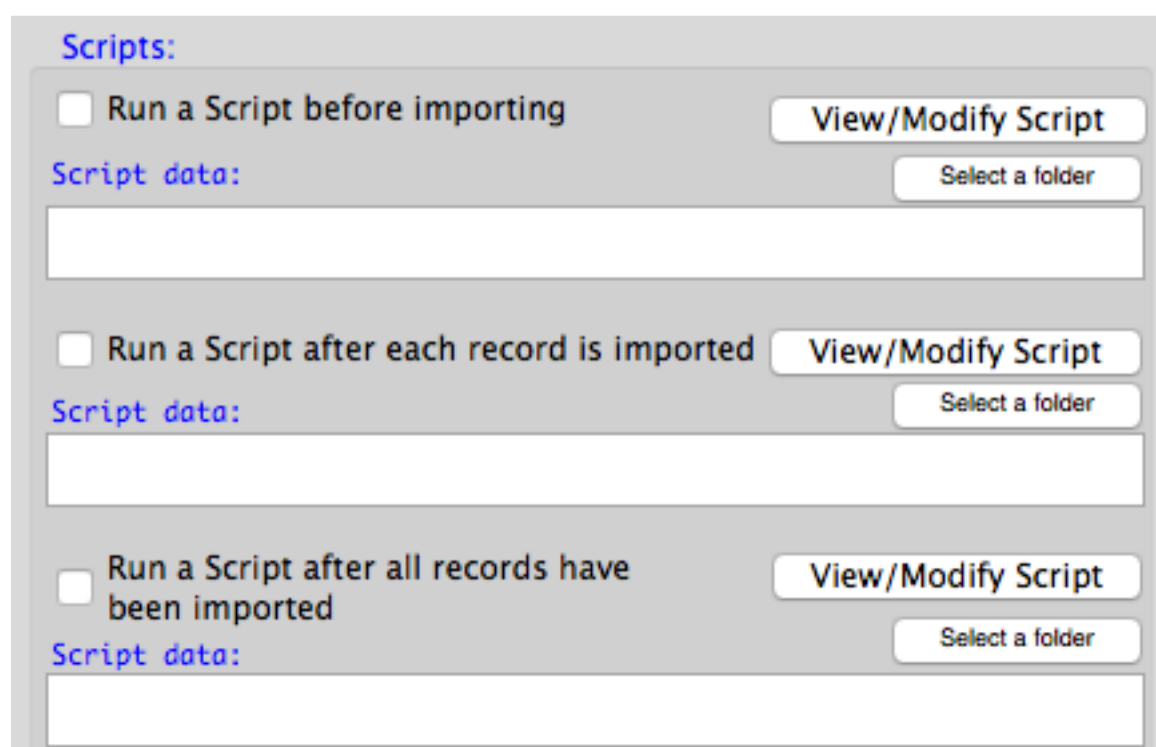 Scripts:
Run a Script before importing
View/Modify Script
Script data:
Select a folder
Run a Script after each record is imported
View/Modify Script
Script data:
Select a folder
Run a Script after all records have
been imported
View/Modify Script
Script data:
Select a folder